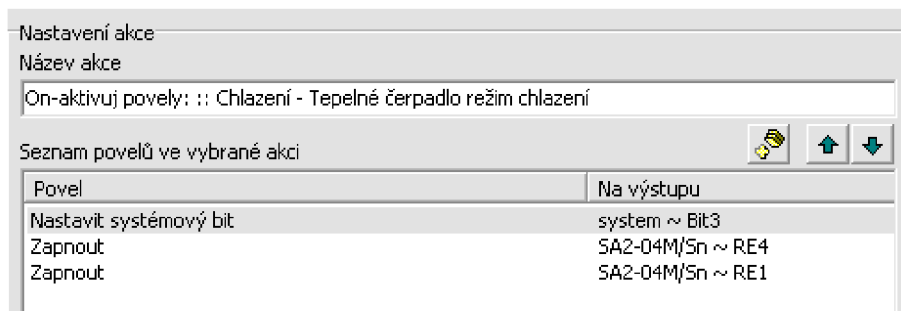 Nastavení akce
Název akce
On-aktivuj povely: :: Chlazení - Tepelné čerpadlo režim chlazení
Seznam povelů ve vybrané akci
Povel Na výstupu
Nastavit systémový bit system ~ Bit3
Zapnout SA2-04M/Sn ~ RE4
Zapnout SA2-04M/Sn ~ RE1